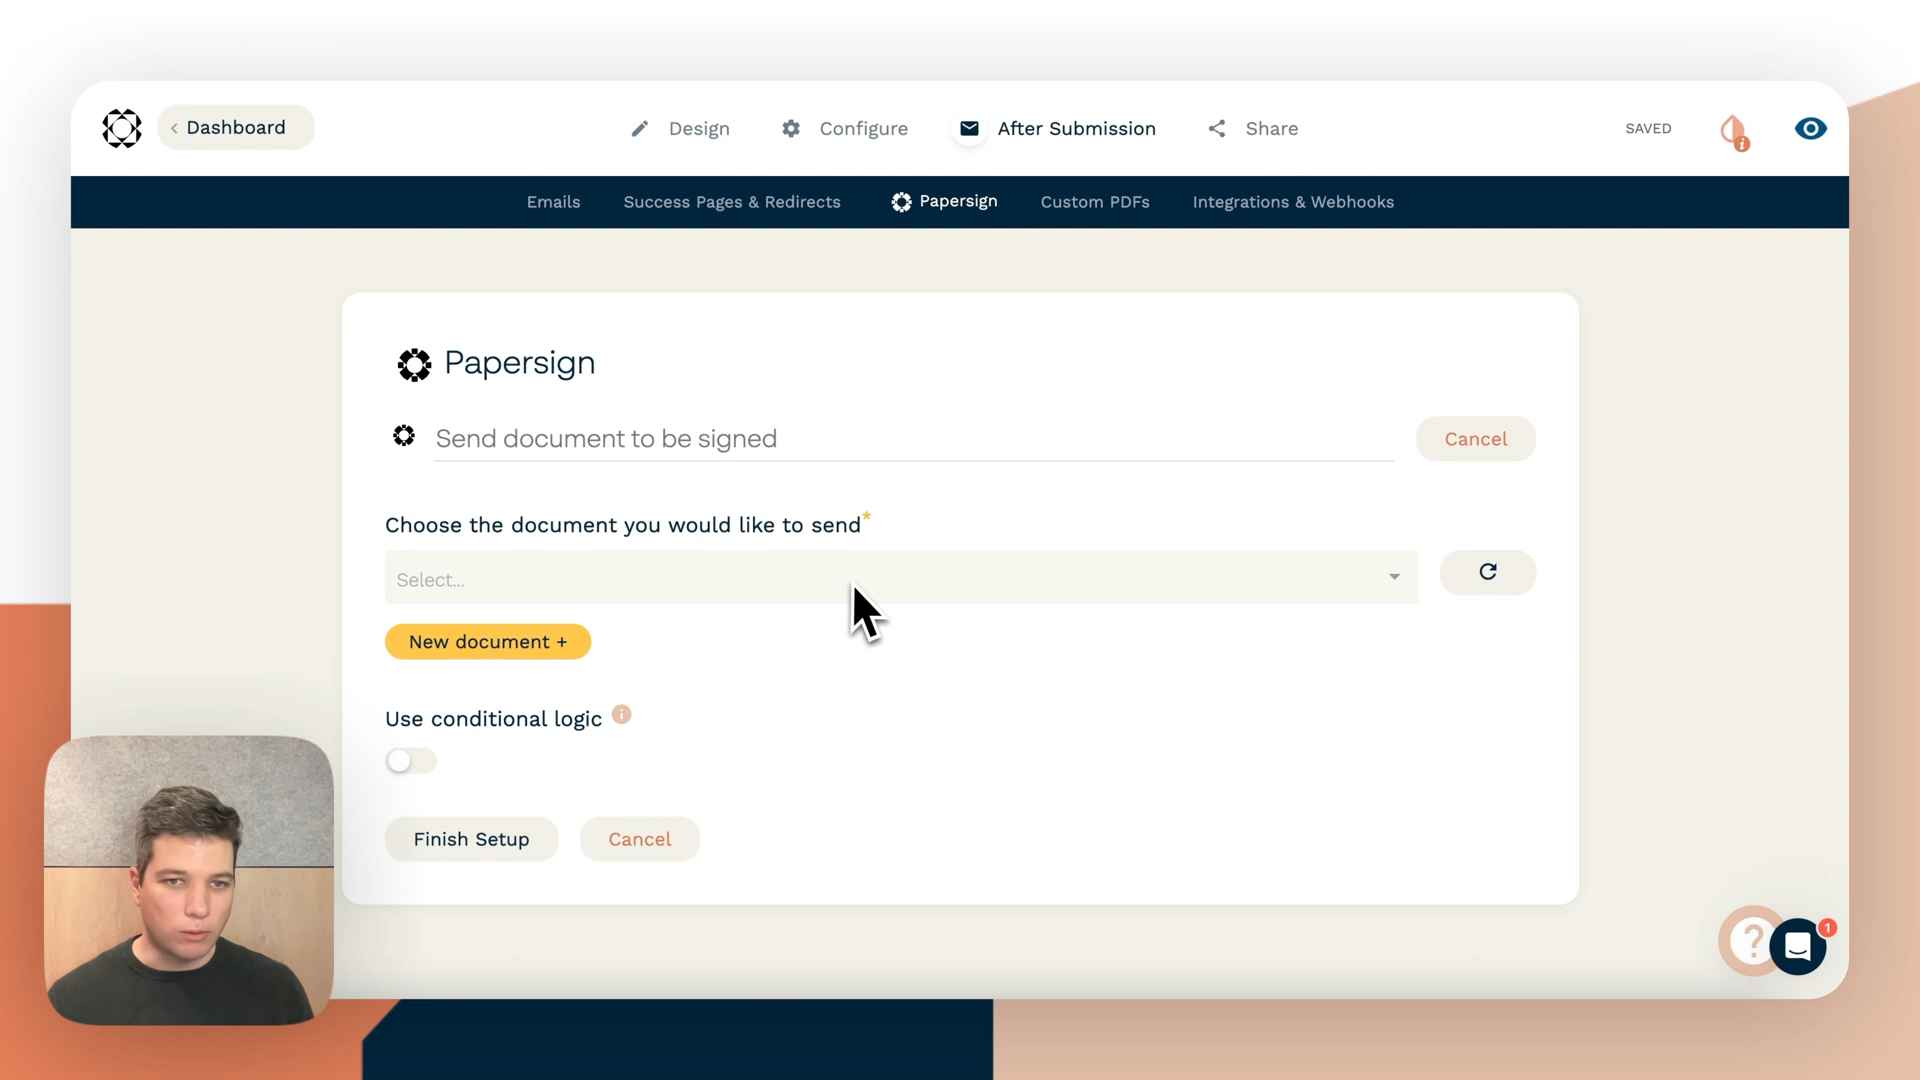 Dashboard
Design
Configure
After Submission
Share
SAVED
i
Emails
Success Pages & Redirects
Papersign
Custom PDFs
Integrations & Webhooks
Papersign
Send document to be signed
Cancel
Choose the document you would like to send*
Select...
New document +
Use conditional logic
i
Finish Setup
Cancel
?
1